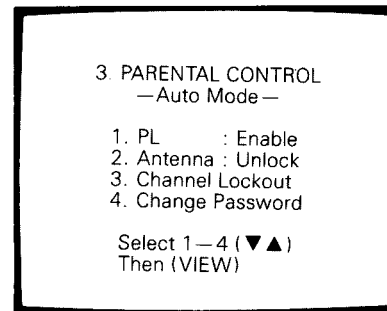 3. PARENTAL CONTROL
—Auto Mode—
1. PL : Enable
2. Antenna : Unlock
3. Channel Lockout
4. Change Password
Select 1—4 (▼▲)
Then (VIEW)